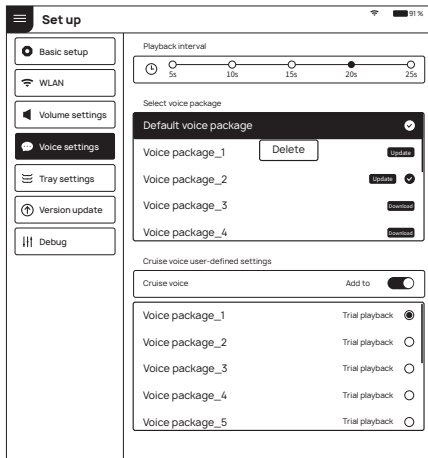 Set up
91 %
Basic setup
WLAN
Volume settings
Voice settings
Tray settings
Version update
Debug
Playback interval
5s 10s 15s 20s 25s
Select voice package
Default voice package
Voice package_1 Delete Update
Voice package_2 Update
Voice package_3 Download
Voice package_4 Download
Cruise voice user-defined settings
Cruise voice Add to
Voice package_1 Trial playback
Voice package_2 Trial playback
Voice package_3 Trial playback
Voice package_4 Trial playback
Voice package_5 Trial playback